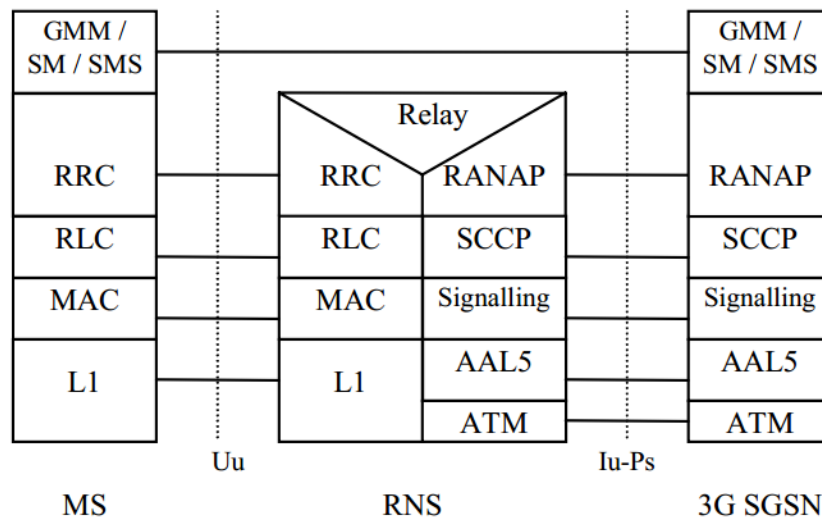 GMM /
SM / SMS
GMM /
SM / SMS
Relay
RRC
RRC
RANAP
RANAP
RLC
RLC
SCCP
SCCP
MAC
MAC
Signalling
Signalling
L1
L1
AAL5
AAL5
ATM
ATM
Uu
Iu-Ps
MS
RNS
3G SGSN